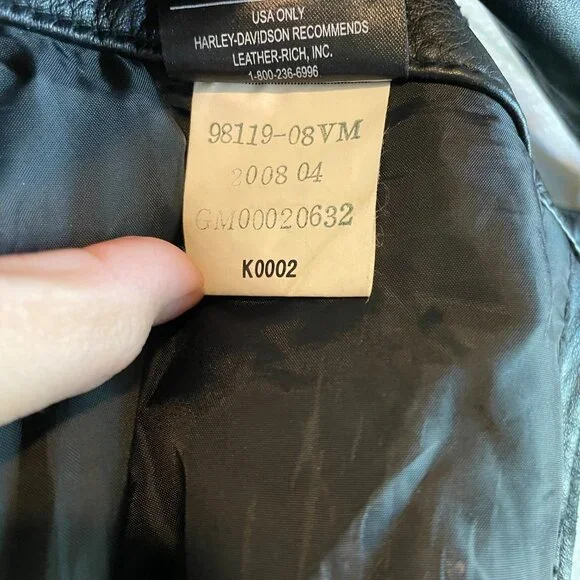 USA ONLY
HARLEY-DAVIDSON RECOMMENDS
LEATHER-RICH, INC.
1-800-236-6996
98119-08VM
2008 04
GM00020632
K0002